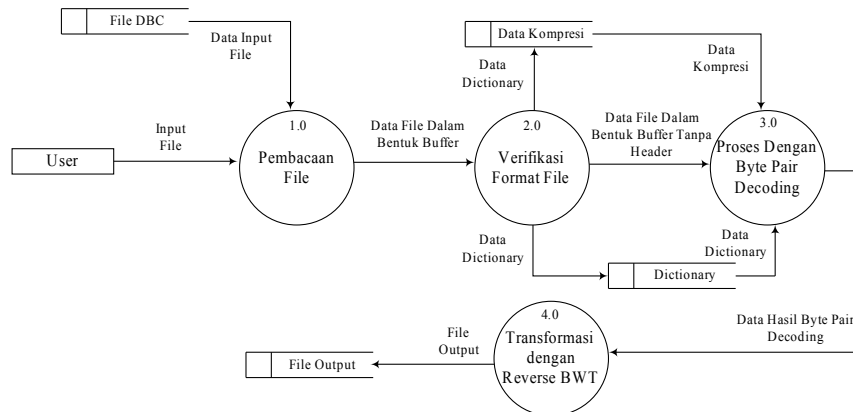 File DBC
Data Input
File
Input
File
User
1.0
Pembacaan
File
Data File Dalam
Bentuk Buffer
Data Kompresi
Data
Dictionary
Data
Kompresi
2.0
Verifikasi
Format File
Data File Dalam
Bentuk Buffer Tanpa
Header
3.0
Proses Dengan
Byte Pair
Decoding
Data
Dictionary
Dictionary
Data
Dictionary
4.0
Transformasi
dengan
Reverse BWT
Data Hasil Byte Pair
Decoding
File
Output
File Output